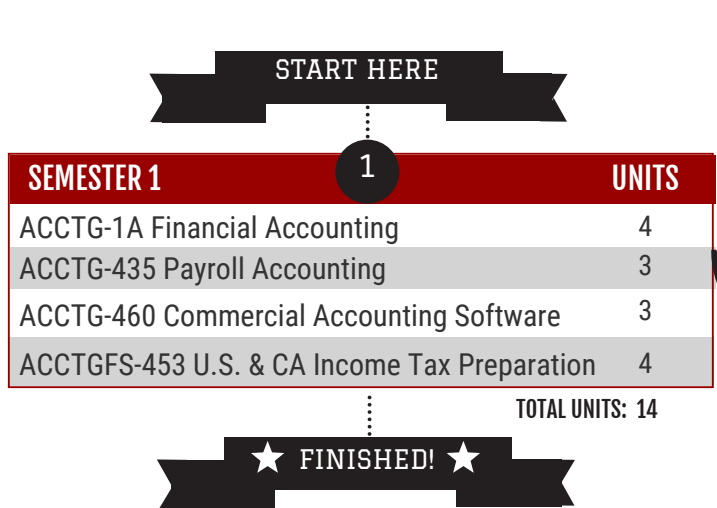 START HERE
1
SEMESTER 1 UNITS
ACCTG-1A Financial Accounting 4
ACCTG-435 Payroll Accounting 3
ACCTG-460 Commercial Accounting Software 3
ACCTGFS-453 U.S. & CA Income Tax Preparation 4
TOTAL UNITS: 14
FINISHED!